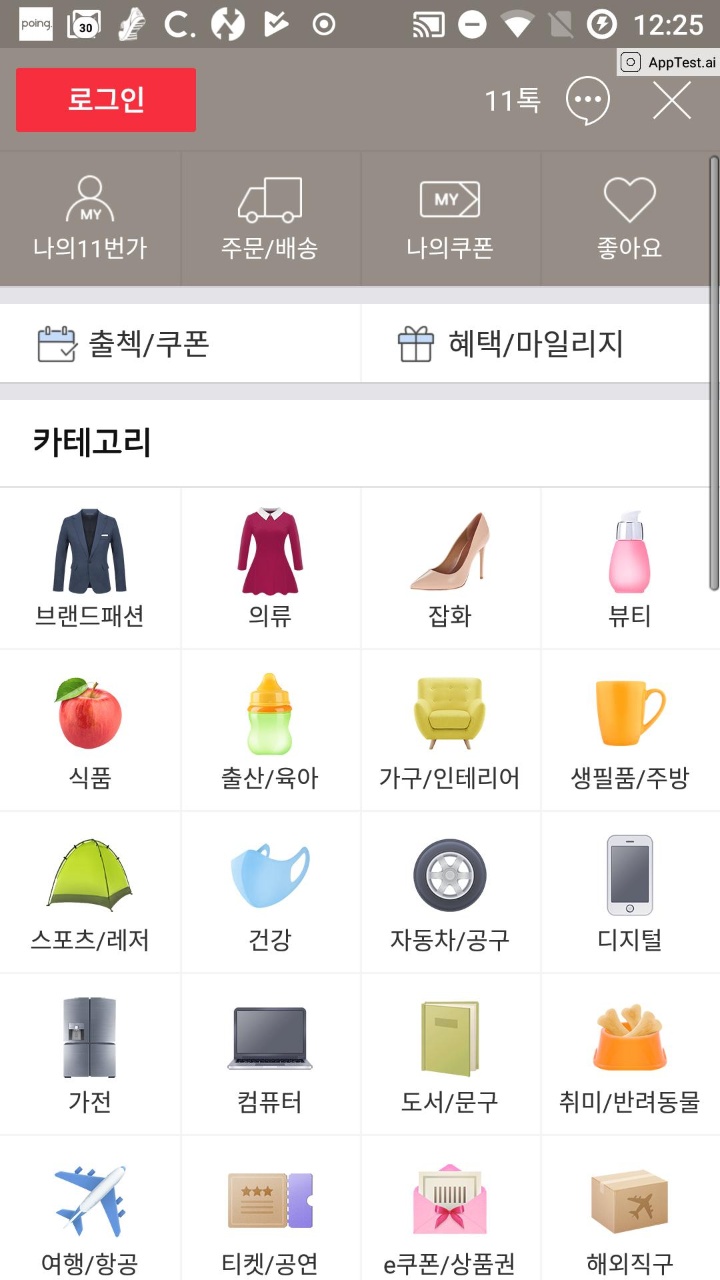 poing.
30
C.
12:25
AppTest.ai
로그인
11톡
MY
나의11번가
주문/배송
MY
나의쿠폰
좋아요
출첵/쿠폰
혜택/마일리지
카테고리
브랜드패션
의류
잡화
뷰티
식품
출산/육아
가구/인테리어
생필품/주방
스포츠/레저
건강
자동차/공구
디지털
가전
컴퓨터
도서/문구
취미/반려동물
여행/항공
티켓/공연
e쿠폰/상품권
해외직구